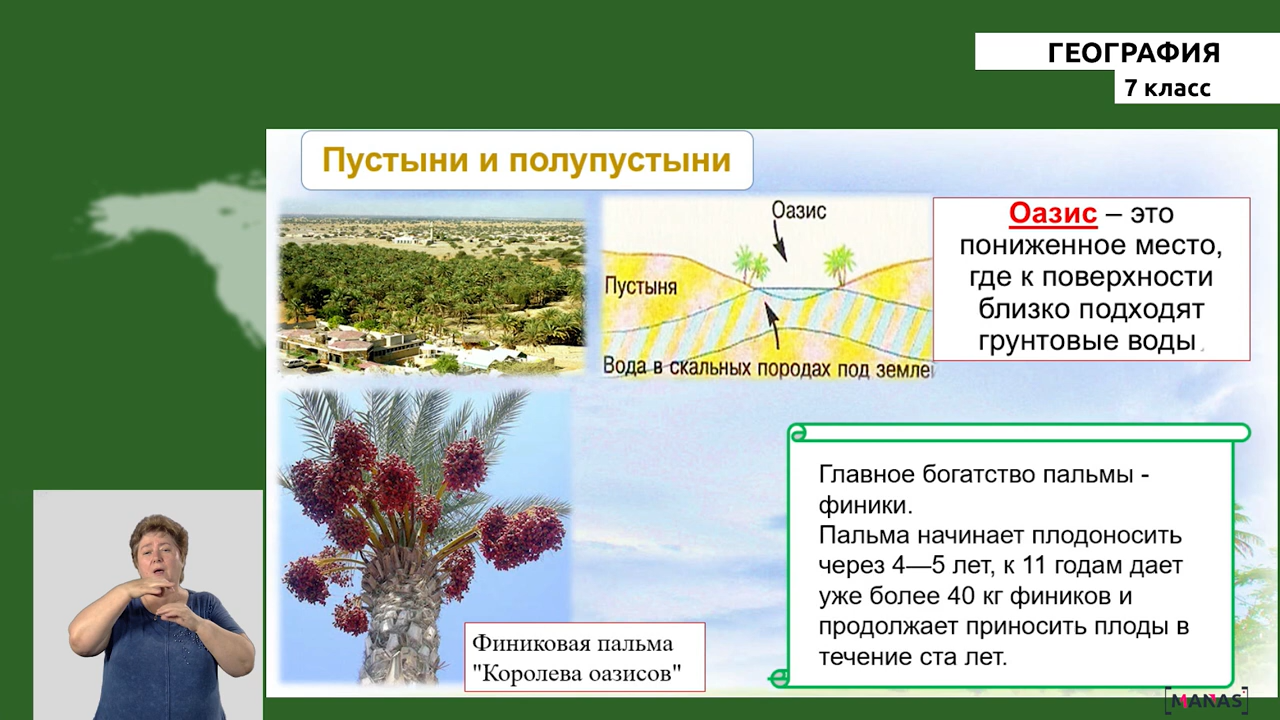 ГЕОГРАФИЯ
7 класс
Пустыни и полупустыни
Оазис
Пустыня
Вода в скальных породах под земле
Оазис – это
пониженное место,
где к поверхности
близко подходят
грунтовые воды
Главное богатство пальмы -
финики.
Пальма начинает плодоносить
через 4—5 лет, к 11 годам дает
уже более 40 кг фиников и
продолжает приносить плоды в
течение ста лет.
Финиковая пальма
"Королева оазисов"
MANAS